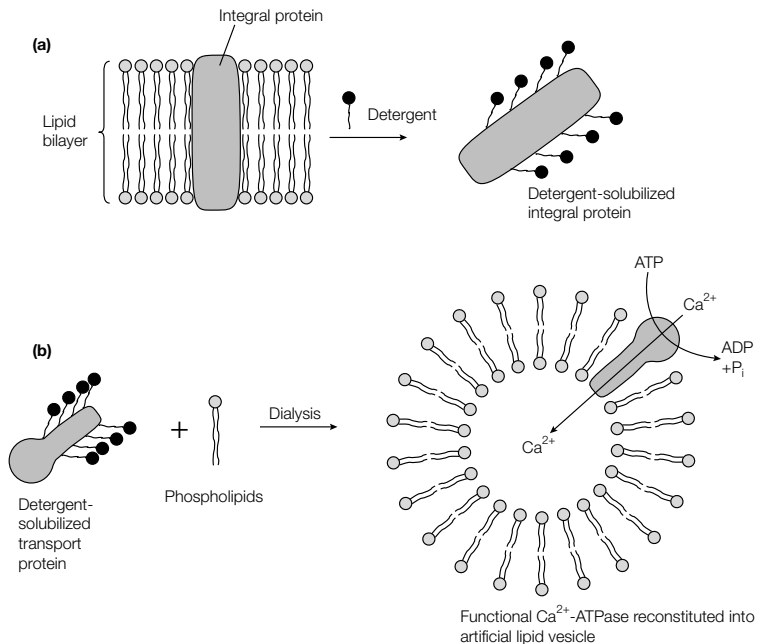 Integral protein
(a)
Lipid
bilayer
Detergent
Detergent-solubilized
integral protein
(b)
ATP
Ca2+
ADP
+Pi
Ca2+
Dialysis
+
Phospholipids
Detergent-
solubilized
transport
protein
Functional Ca2+-ATPase reconstituted into
artificial lipid vesicle